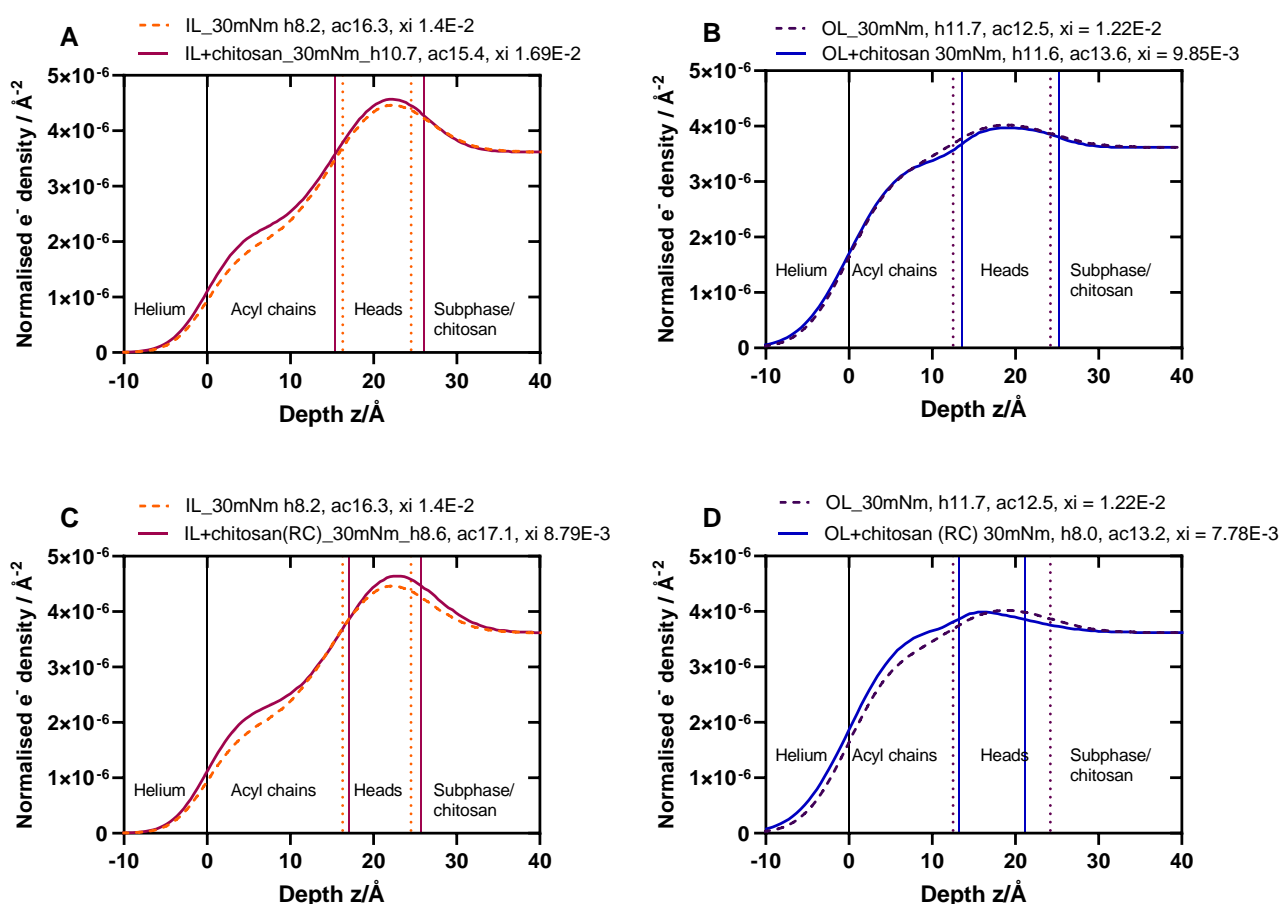 A
IL_30mNm h8.2, ac16.3, xi 1.4E-2
IL+chitosan_30mNm_h10.7, ac15.4, xi 1.69E-2
Normalised e⁻ density / Å⁻²
5×10⁻⁶
4×10⁻⁶
3×10⁻⁶
2×10⁻⁶
1×10⁻⁶
0
Helium
Acyl chains
Heads
Subphase/
chitosan
-10 0 10 20 30 40
Depth z/Å
B
OL_30mNm, h11.7, ac12.5, xi = 1.22E-2
OL+chitosan 30mNm, h11.6, ac13.6, xi = 9.85E-3
Normalised e⁻ density / Å⁻²
5×10⁻⁶
4×10⁻⁶
3×10⁻⁶
2×10⁻⁶
1×10⁻⁶
0
Helium
Acyl chains
Heads
Subphase/
chitosan
-10 0 10 20 30 40
Depth z/Å
C
IL_30mNm h8.2, ac16.3, xi 1.4E-2
IL+chitosan(RC)_30mNm_h8.6, ac17.1, xi 8.79E-3
Normalised e⁻ density / Å⁻²
5×10⁻⁶
4×10⁻⁶
3×10⁻⁶
2×10⁻⁶
1×10⁻⁶
0
Helium
Acyl chains
Heads
Subphase/
chitosan
-10 0 10 20 30 40
Depth z/Å
D
OL_30mNm, h11.7, ac12.5, xi = 1.22E-2
OL+chitosan (RC) 30mNm, h8.0, ac13.2, xi = 7.78E-3
Normalised e⁻ density / Å⁻²
5×10⁻⁶
4×10⁻⁶
3×10⁻⁶
2×10⁻⁶
1×10⁻⁶
0
Helium
Acyl chains
Heads
Subphase/
chitosan
-10 0 10 20 30 40
Depth z/Å